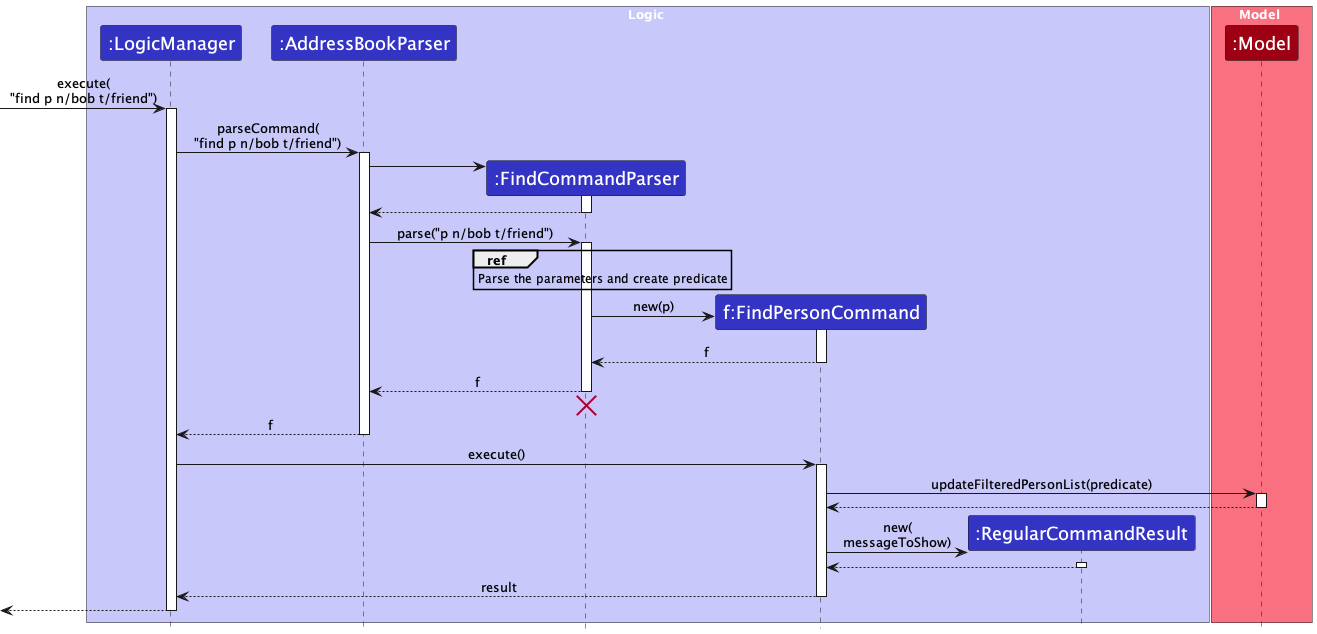 Logic
Model
:LogicManager
:AddressBookParser
:Model
execute(
"find p n/bob t/friend")
parseCommand(
"find p n/bob t/friend")
:FindCommandParser
parse("p n/bob t/friend")
ref
Parse the parameters and create predicate
new(p)
f:FindPersonCommand
f
f
f
execute()
updateFilteredPersonList(predicate)
new(
messageToShow)
:RegularCommandResult
result